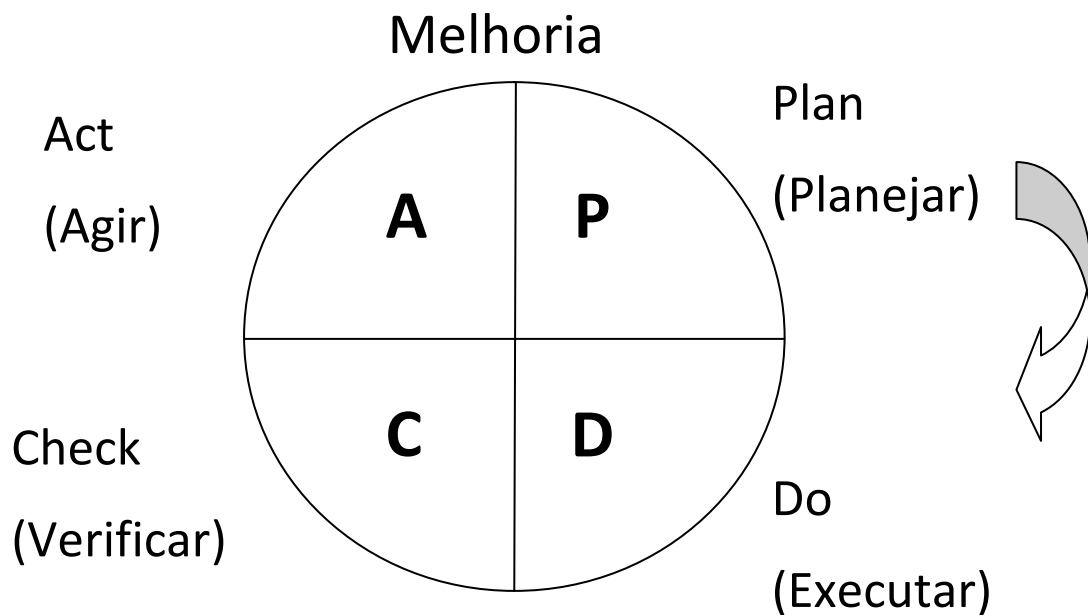 Melhoria
Act
(Agir)
Plan
(Planejar)
A
P
C
D
Check
(Verificar)
Do
(Executar)